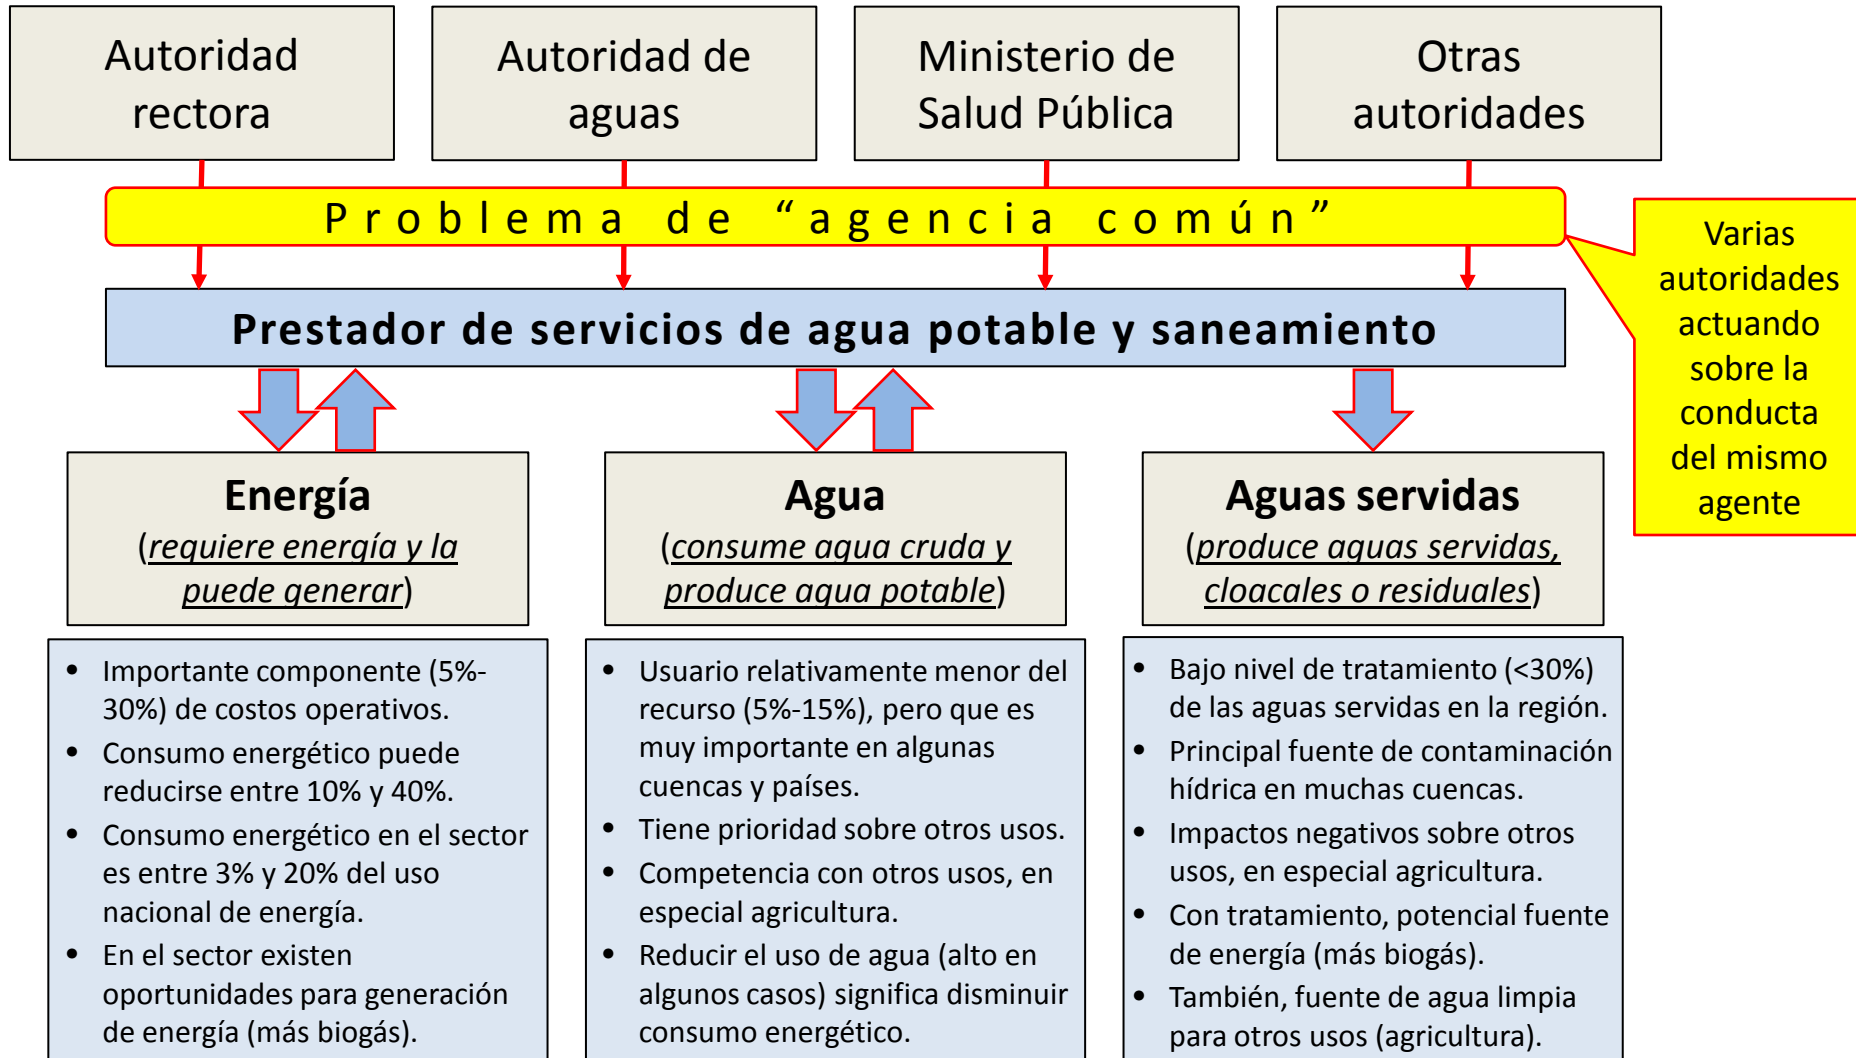 Autoridad
rectora
Autoridad de
aguas
Ministerio de
Salud Pública
Otras
autoridades
Problema de “agencia común”
Varias
autoridades
actuando
sobre la
conducta
del mismo
agente
Prestador de servicios de agua potable y saneamiento
Energía
(requiere energía y la
puede generar)
• Importante componente (5%-
30%) de costos operativos.
• Consumo energético puede
reducirse entre 10% y 40%.
• Consumo energético en el sector
es entre 3% y 20% del uso
nacional de energía.
• En el sector existen
oportunidades para generación
de energía (más biogás).
Agua
(consume agua cruda y
produce agua potable)
• Usuario relativamente menor del
recurso (5%-15%), pero que es
muy importante en algunas
cuencas y países.
• Tiene prioridad sobre otros usos.
• Competencia con otros usos, en
especial agricultura.
• Reducir el uso de agua (alto en
algunos casos) significa disminuir
consumo energético.
Aguas servidas
(produce aguas servidas,
cloacales o residuales)
• Bajo nivel de tratamiento (<30%)
de las aguas servidas en la región.
• Principal fuente de contaminación
hídrica en muchas cuencas.
• Impactos negativos sobre otros
usos, en especial agricultura.
• Con tratamiento, potencial fuente
de energía (más biogás).
• También, fuente de agua limpia
para otros usos (agricultura).